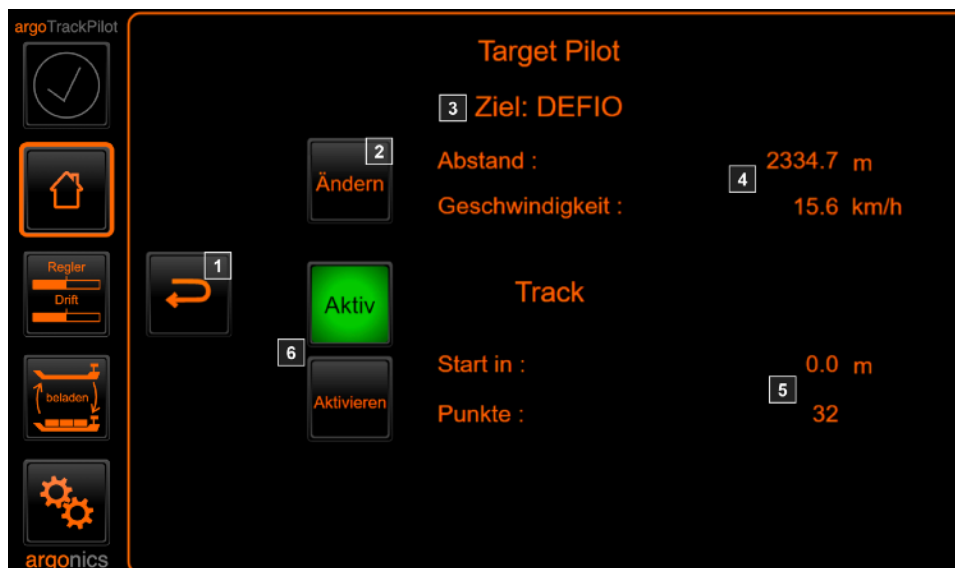 argoTrackPilot
Target Pilot
3 Ziel: DEFIO
2
Ändern
Abstand : 2334.7 m
4
Geschwindigkeit : 15.6 km/h
1
Regler
Drift
Aktiv
Track
6
Start in : 0.0 m
5
beladen
Aktivieren
Punkte : 32
argonics